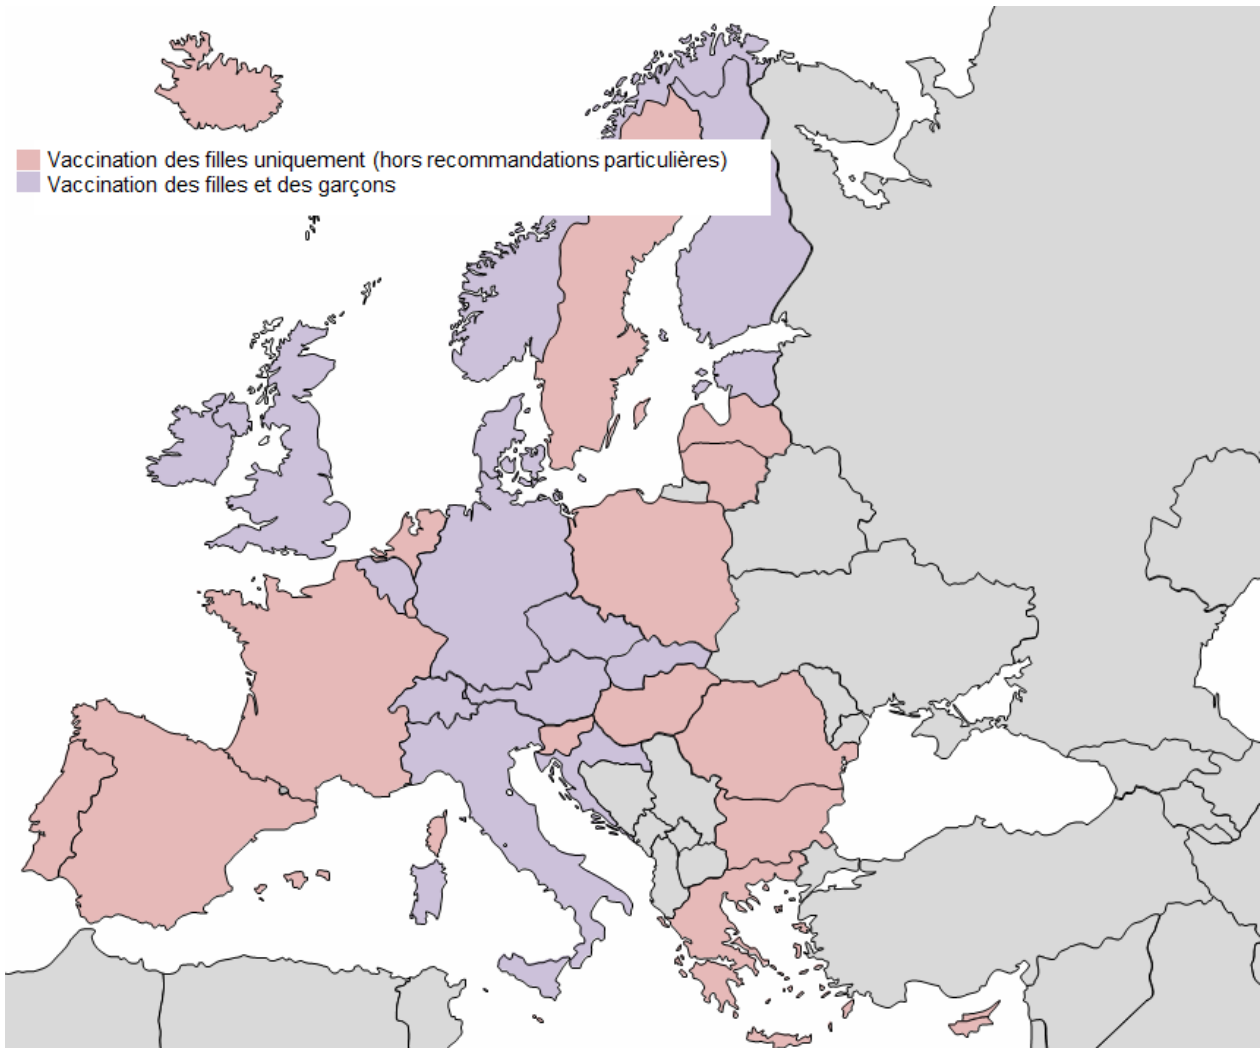 Vaccination des filles uniquement (hors recommandations particulières)
Vaccination des filles et des garçons